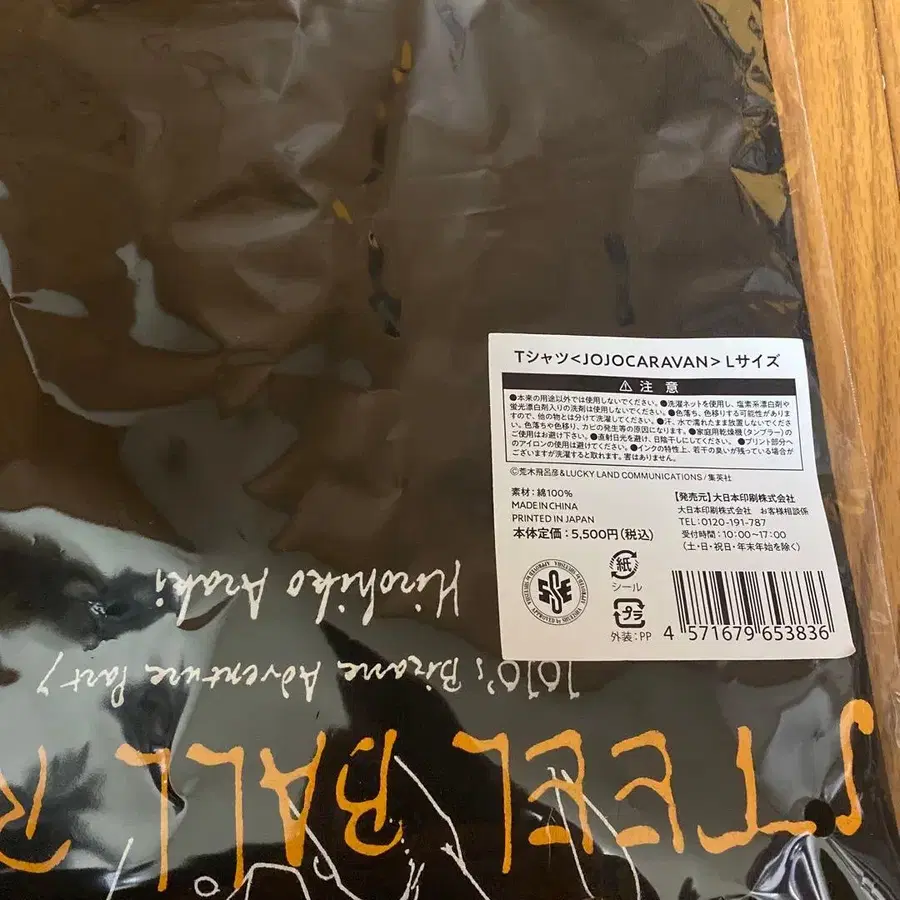 Tシャツ<JOJOCARAVAN> Lサイズ
⚠ 注 意
●本来の用途以外では使用しないでください。●洗濯ネットを使用し、塩素系漂白剤や
蛍光漂白剤入りの洗剤は使用しないでください。●色落ち、色移りする可能性がありま
すので、他の物とは分けて洗濯してください。●汗、水で濡れたまま放置しないでくださ
い。色落ちや色移り、カビの発生等の原因になります。●家庭用乾燥機(タンブラー)の
ご使用はお避け下さい。●直射日光を避け、日陰干しにしてください。●プリント部分へ
のアイロンの使用は避けてください。●インクの特性上、若干の臭いが残っている場合が
ございますが洗濯すると取れます。害はありません。
©荒木飛呂彦&LUCKY LAND COMMUNICATIONS/集英社
素材:綿100%
MADE IN CHINA
PRINTED IN JAPAN
本体定価:5,500円(税込)
【発売元】大日本印刷株式会社
大日本印刷株式会社 お客様相談係
TEL:0120-191-787
受付時間:10:00~17:00
(土・日・祝日・年末年始を除く)
紙
シール
プラ
外装:PP
4 571679 653836
Hirohiko Araki
JOJO's Bizarre Adventure Part 7
STEEL BALL R